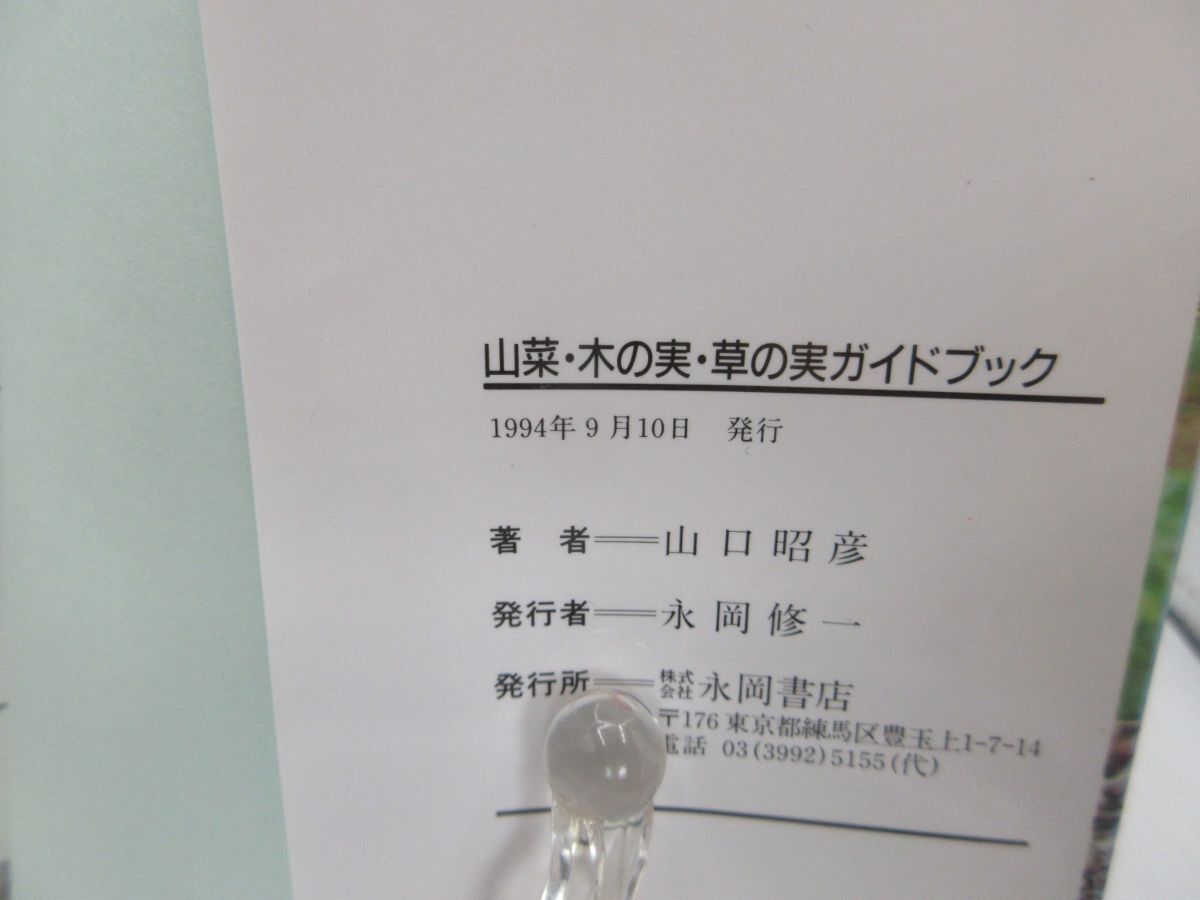 山菜・木の実・草の実ガイドブック
1994年9月10日 発行
著 者══山口昭彦
発行者══永岡修一
発行所══株式会社永岡書店
〒176 東京都練馬区豊玉上1-7-14
電話 03(3992)5155(代)